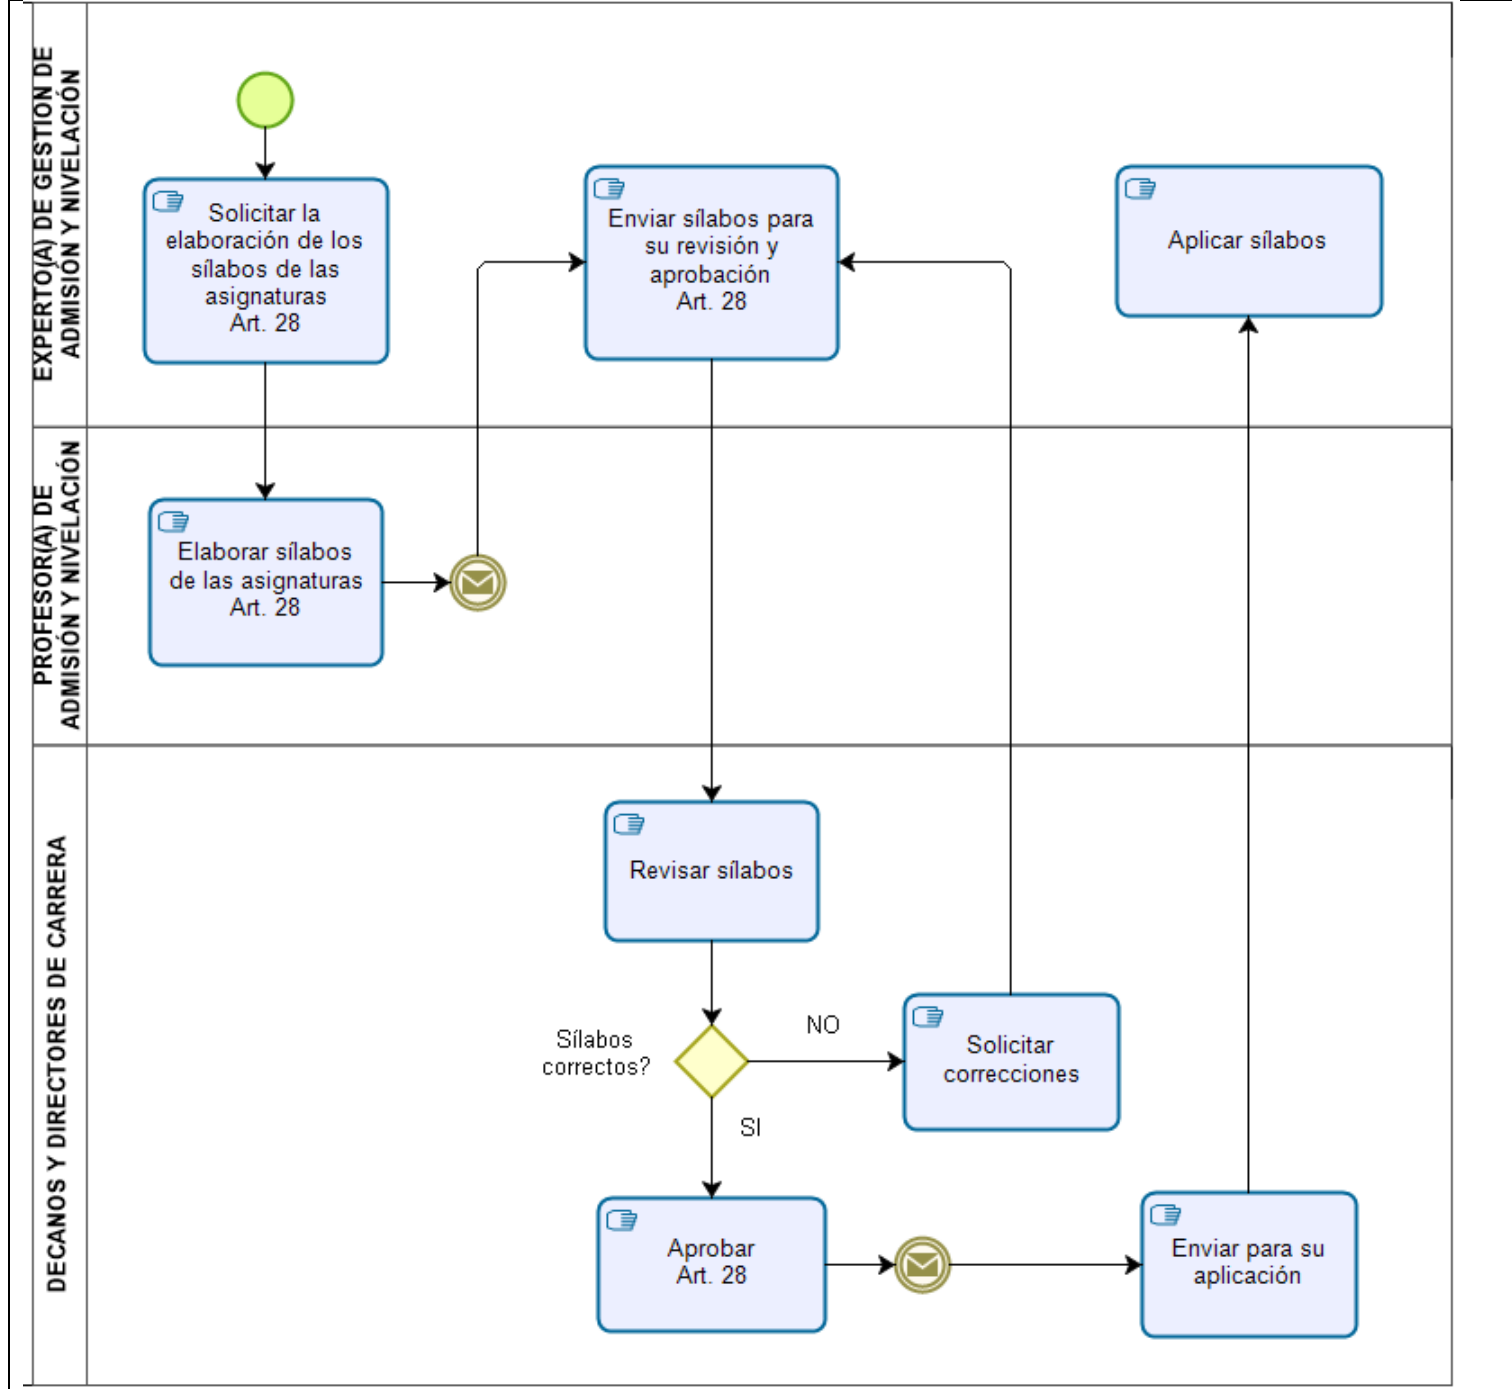 EXPERTO(A) DE GESTION DE
ADMISIÓN Y NIVELACIÓN
Solicitar la
elaboración de los
sílabos de las
asignaturas
Art. 28
Enviar sílabos para
su revisión y
aprobación
Art. 28
Aplicar sílabos
PROFESOR(A) DE
ADMISIÓN Y NIVELACIÓN
Elaborar sílabos
de las asignaturas
Art. 28
DECANOS Y DIRECTORES DE CARRERA
Revisar sílabos
Sílabos
correctos?
NO
Solicitar
correcciones
SI
Aprobar
Art. 28
Enviar para su
aplicación